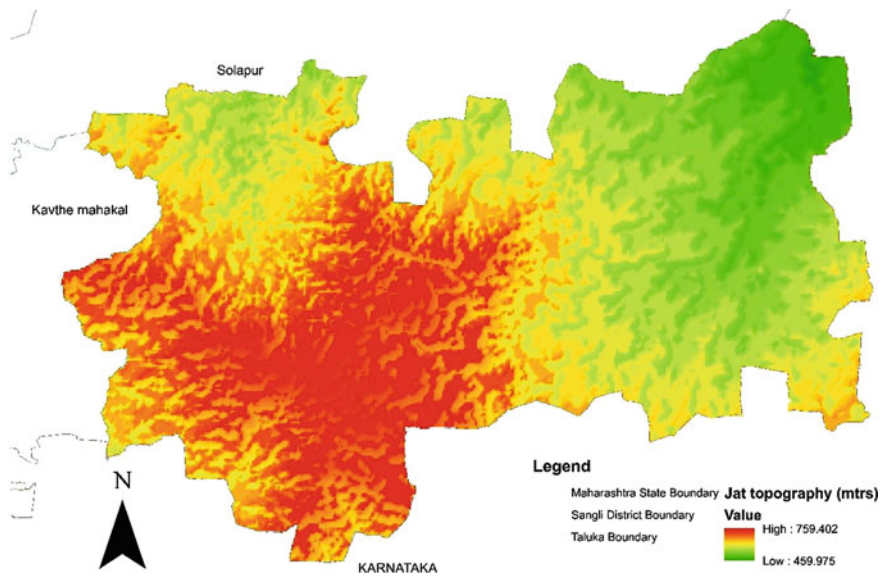 Solapur
Kavthe mahakal
N
KARNATAKA
Legend
Maharashtra State Boundary
Sangli District Boundary
Taluka Boundary
Jat topography (mtrs)
Value
High : 759.402
Low : 459.975